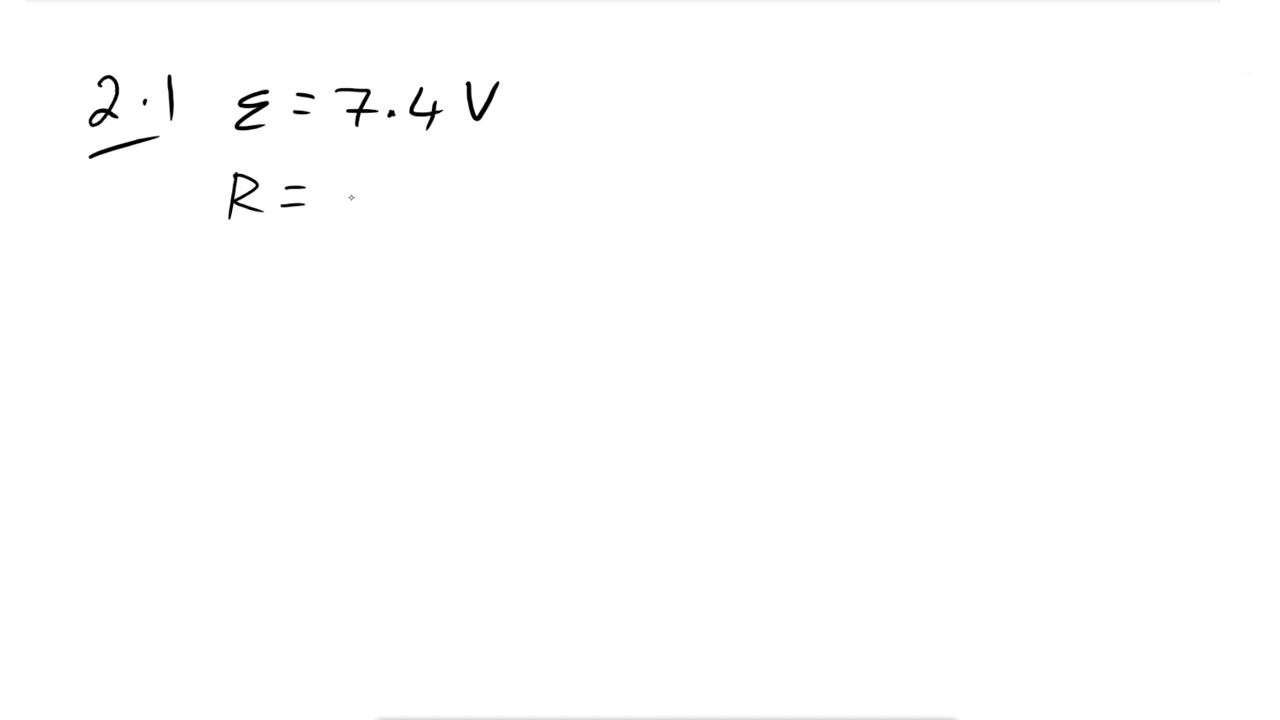 2.1 ε = 7.4 V
R =